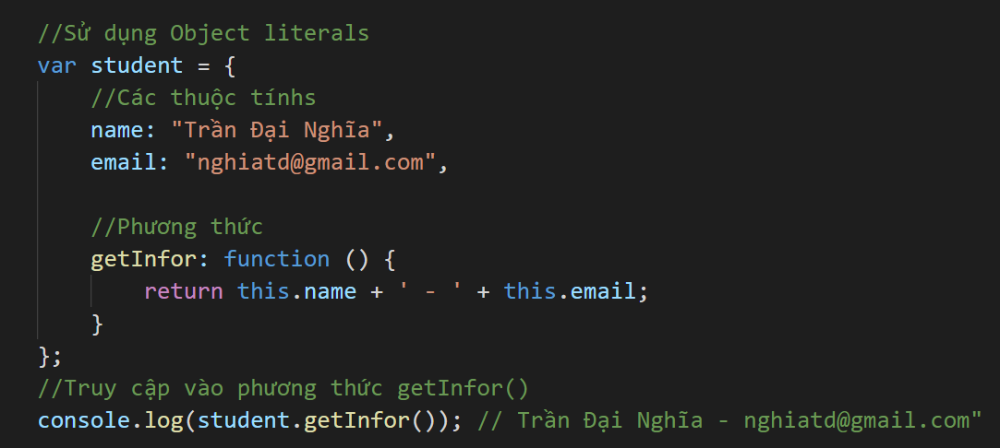 //Sử dụng Object literals
var student = {
    //Các thuộc tínhs
    name: "Trần Đại Nghĩa",
    email: "nghiatd@gmail.com",

    //Phương thức
    getInfor: function () {
        return this.name + ' - ' + this.email;
    }
};
//Truy cập vào phương thức getInfor()
console.log(student.getInfor()); // Trần Đại Nghĩa - nghiatd@gmail.com"